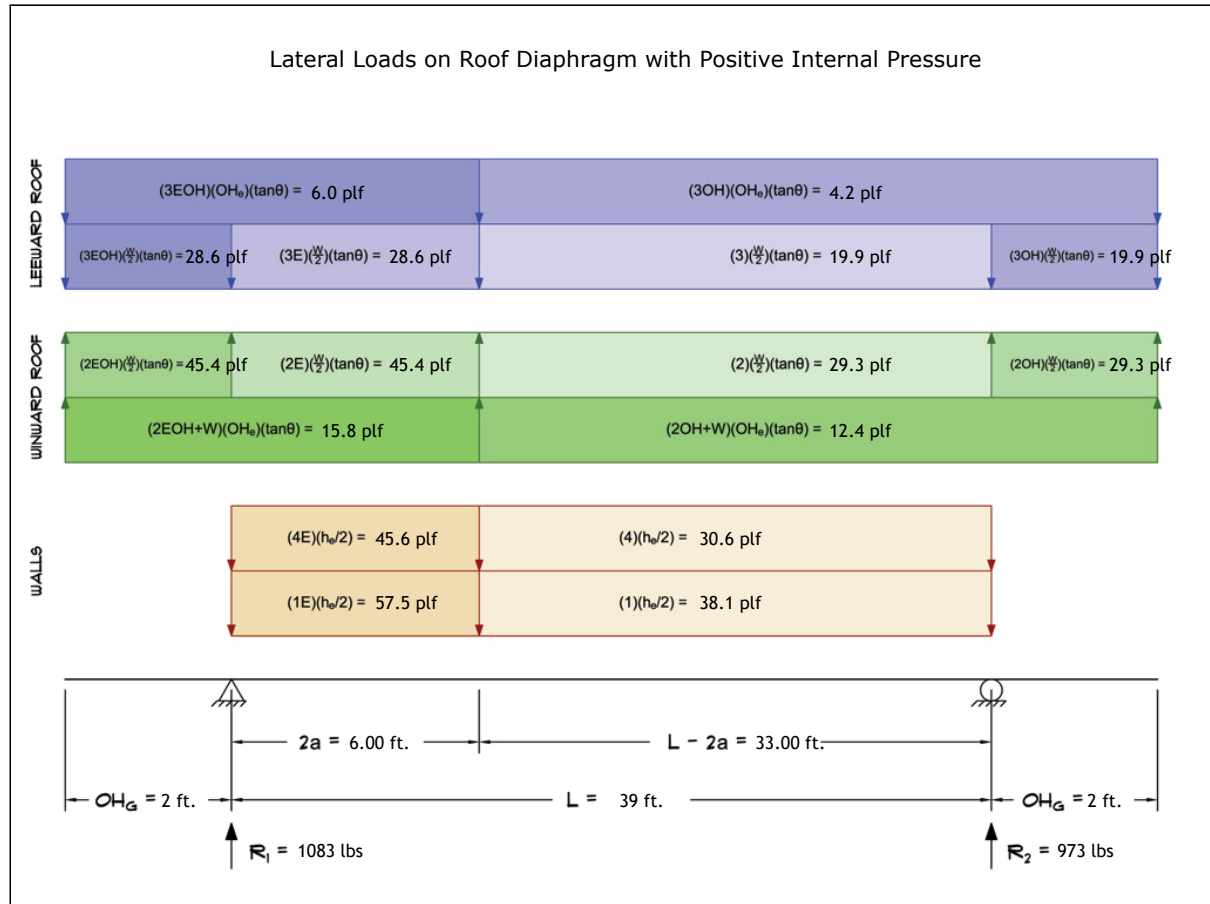 Lateral Loads on Roof Diaphragm with Positive Internal Pressure
LEEWARD ROOF
(3EOH)(OHₑ)(tanθ) = 6.0 plf
(3OH)(OHₑ)(tanθ) = 4.2 plf
(3EOH)(W/2)(tanθ) = 28.6 plf
(3E)(W/2)(tanθ) = 28.6 plf
(3)(W/2)(tanθ) = 19.9 plf
(3OH)(W/2)(tanθ) = 19.9 plf
WINWARD ROOF
(2EOH)(W/2)(tanθ) = 45.4 plf
(2E)(W/2)(tanθ) = 45.4 plf
(2)(W/2)(tanθ) = 29.3 plf
(2OH)(W/2)(tanθ) = 29.3 plf
(2EOH+W)(OHₑ)(tanθ) = 15.8 plf
(2OH+W)(OHₑ)(tanθ) = 12.4 plf
WALLS
(4E)(hₑ/2) = 45.6 plf
(4)(hₑ/2) = 30.6 plf
(1E)(hₑ/2) = 57.5 plf
(1)(hₑ/2) = 38.1 plf
2a = 6.00 ft.
L - 2a = 33.00 ft.
OH_G = 2 ft.
L = 39 ft.
OH_G = 2 ft.
R₁ = 1083 lbs
R₂ = 973 lbs